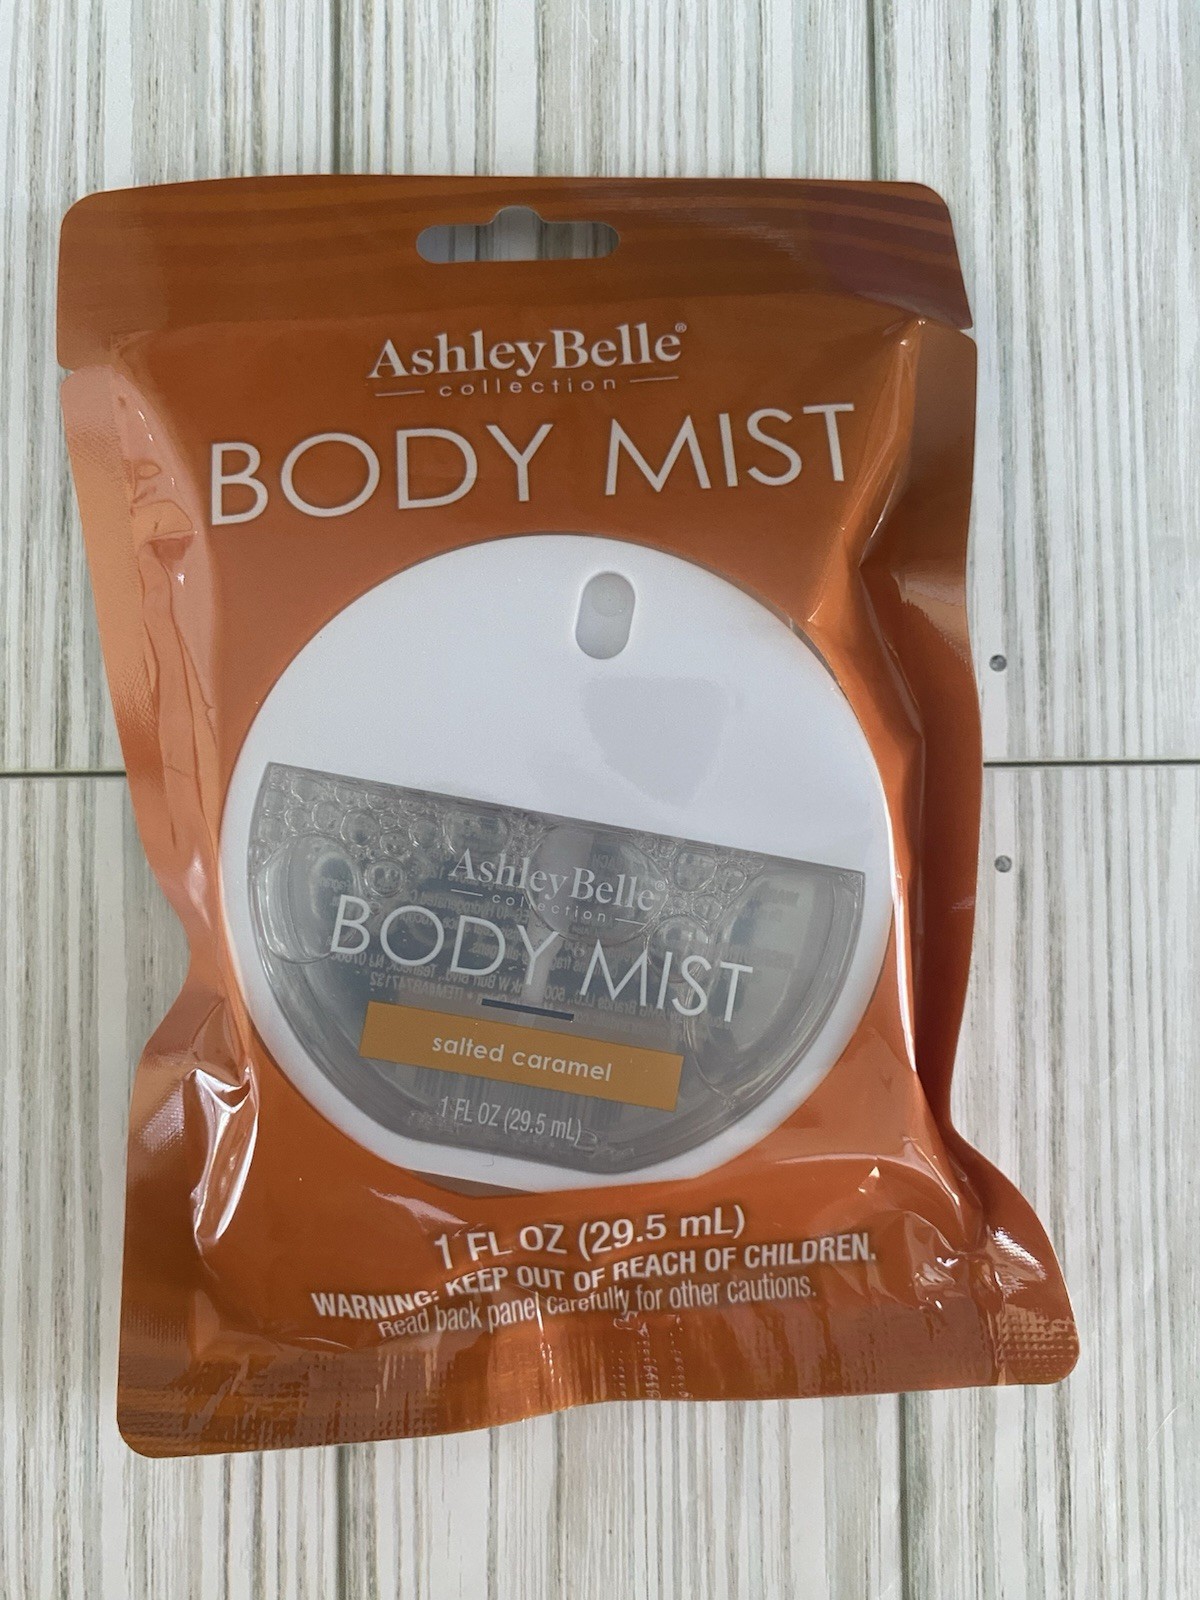 AshleyBelle®
collection
BODY MIST
AshleyBelle®
collection
BODY MIST
salted caramel
1 FL OZ (29.5 mL)
1 FL OZ (29.5 mL)
WARNING: KEEP OUT OF REACH OF CHILDREN.
Read back panel carefully for other cautions.